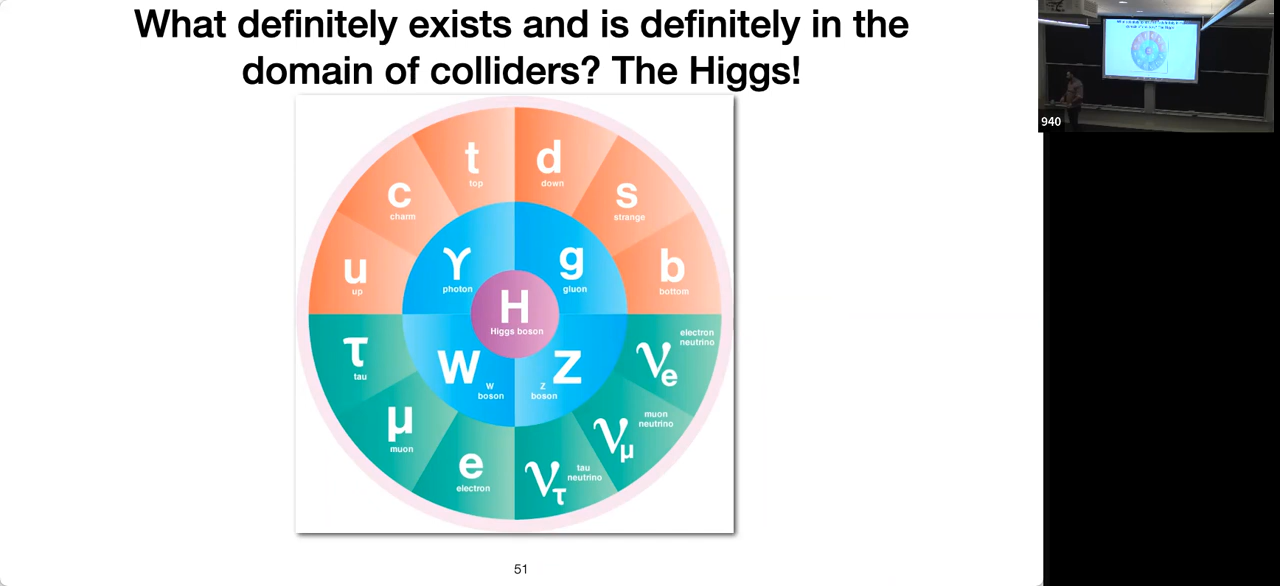 What definitely exists and is definitely in the
domain of colliders? The Higgs!
940
t
top
d
down
c
charm
s
strange
u
up
γ
photon
g
gluon
b
bottom
H
Higgs boson
τ
tau
W
W
boson
Z
Z
boson
νe
electron
neutrino
μ
muon
νμ
muon
neutrino
e
electron
ντ
tau
neutrino
51